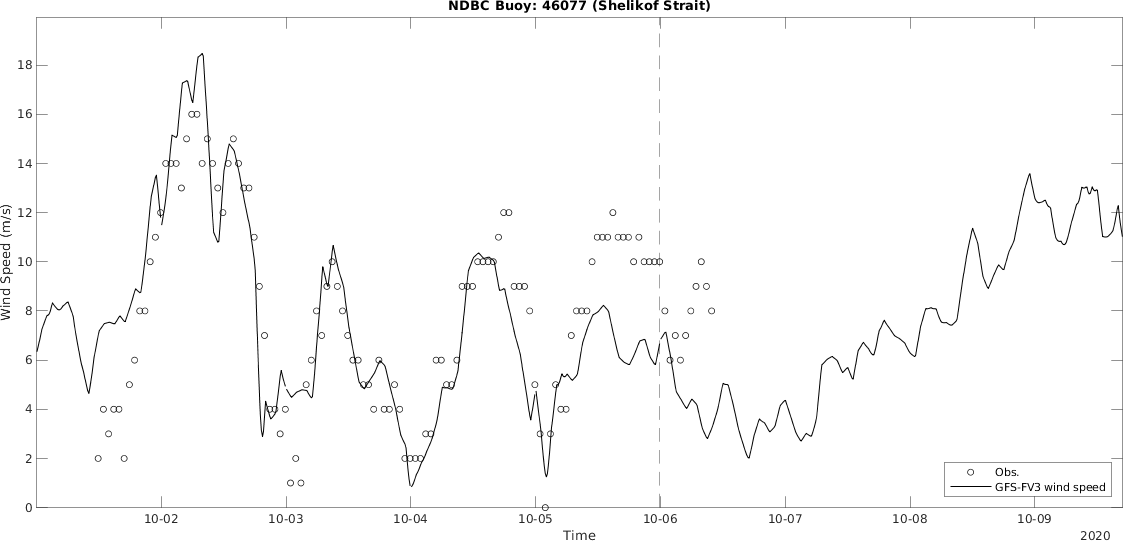 NDBC Buoy: 46077 (Shelikof Strait)
18
16
14
12
10
8
6
4
2
0
Wind Speed (m/s)
10-02 10-03 10-04 10-05 10-06 10-07 10-08 10-09
Time
2020
Obs.
GFS-FV3 wind speed